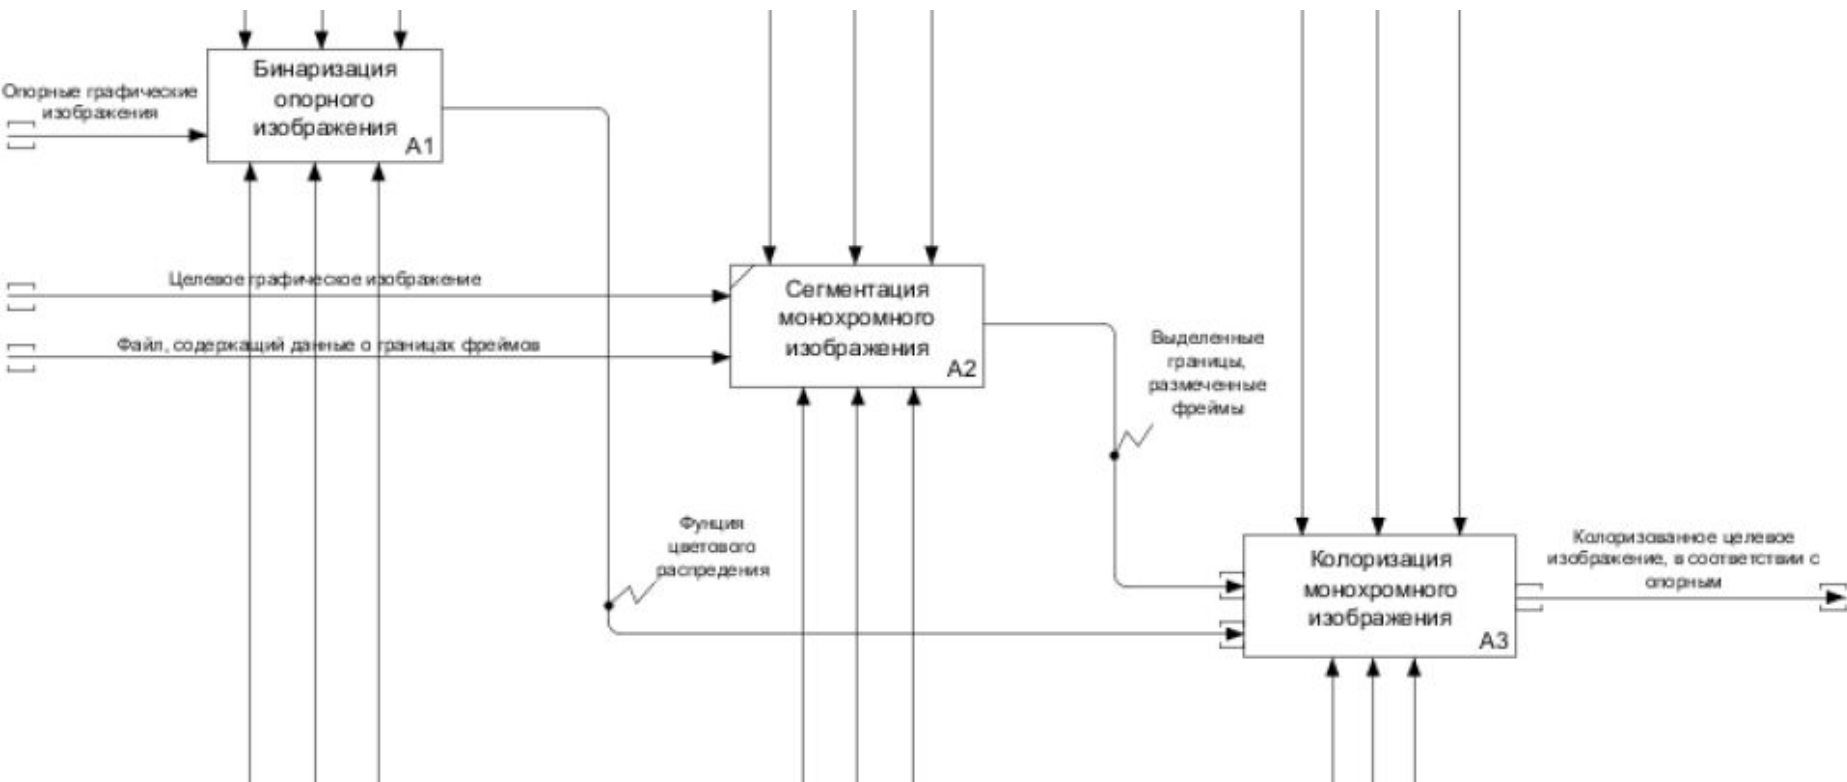 Бинаризация
опорного
изображения
A1
Опорные графические
изображения
Целевое графическое изображение
Файл, содержащий данные о границах фреймов
Сегментация
монохромного
изображения
A2
Выделенные
границы,
размеченные
фреймы
Фунция
цветового
распредения
Колоризация
монохромного
изображения
A3
Колоризованное целевое
изображение, в соответствии с
опорным